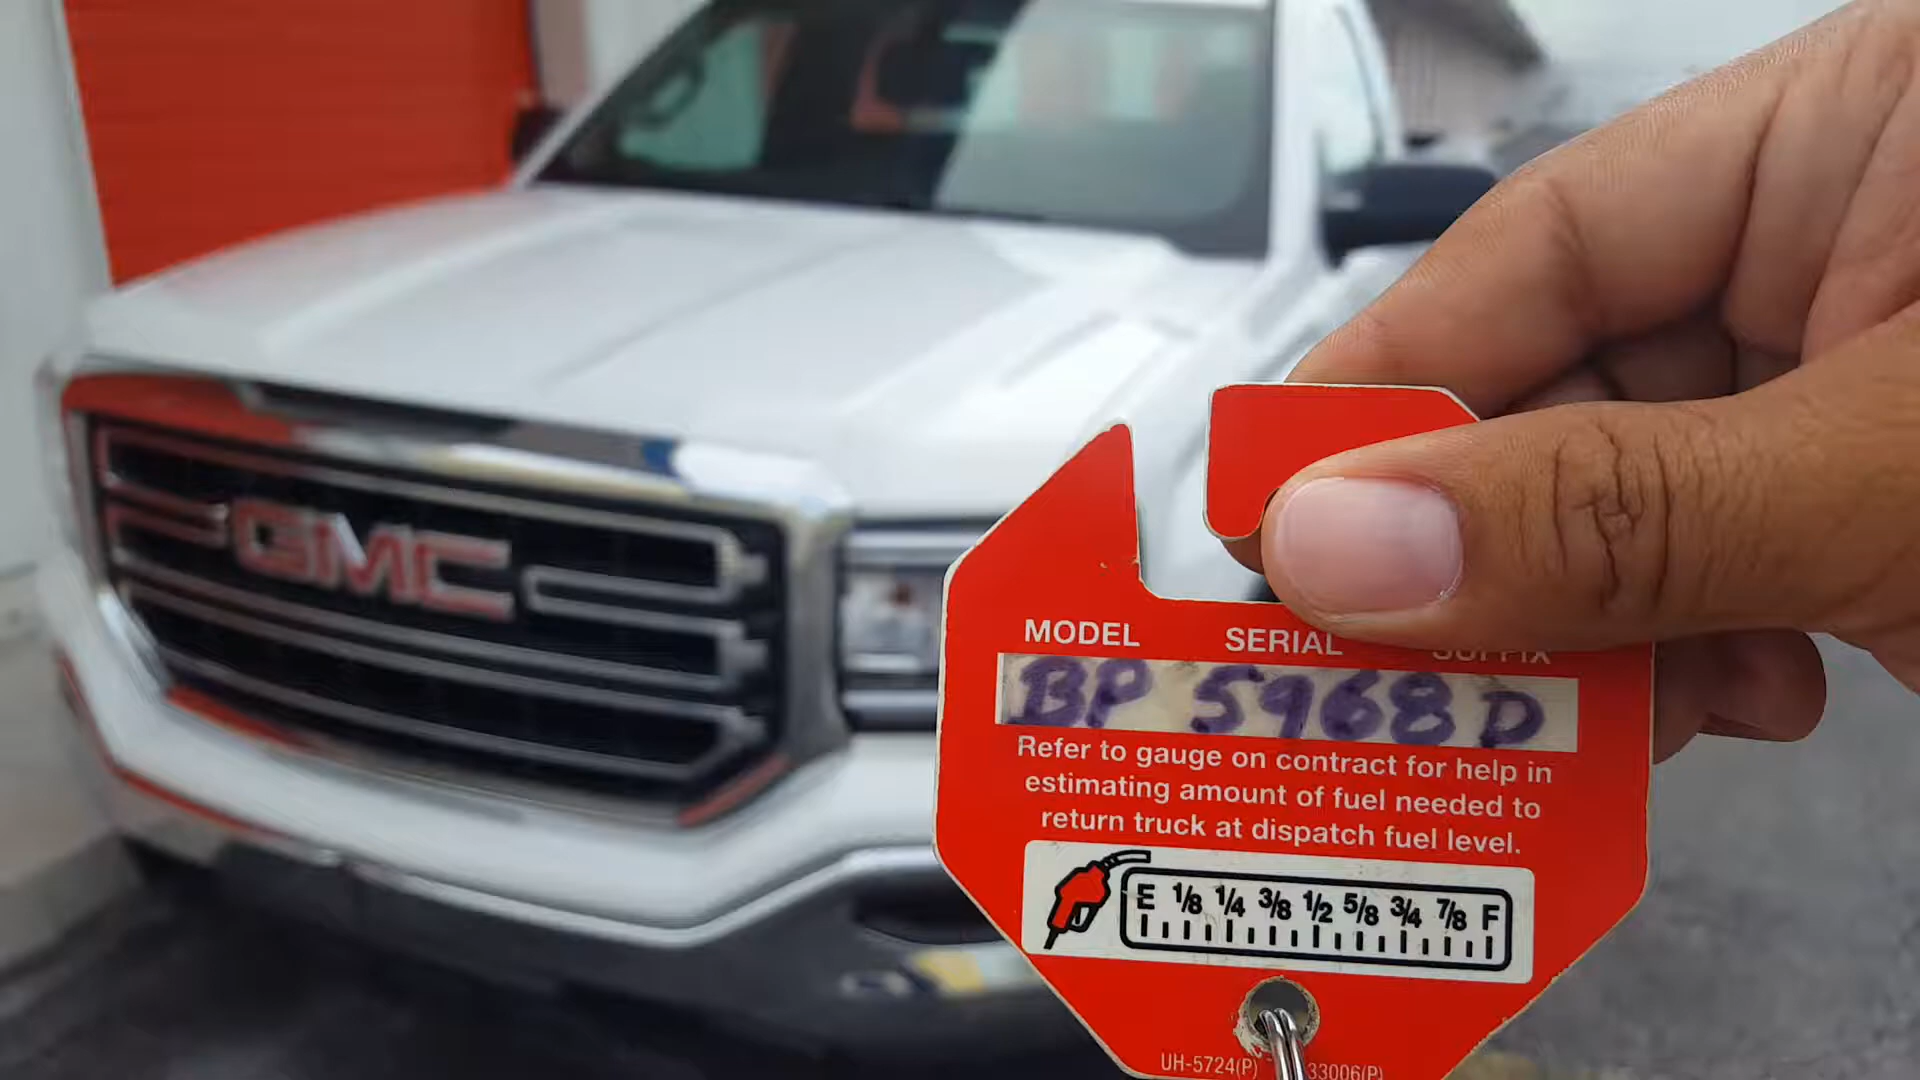 GMC
MODEL SERIAL SUFFIX
BP 5968 D
Refer to gauge on contract for help in
estimating amount of fuel needed to
return truck at dispatch fuel level.
E 1/8 1/4 3/8 1/2 5/8 3/4 7/8 F
UH-5724(P) 33006(P)